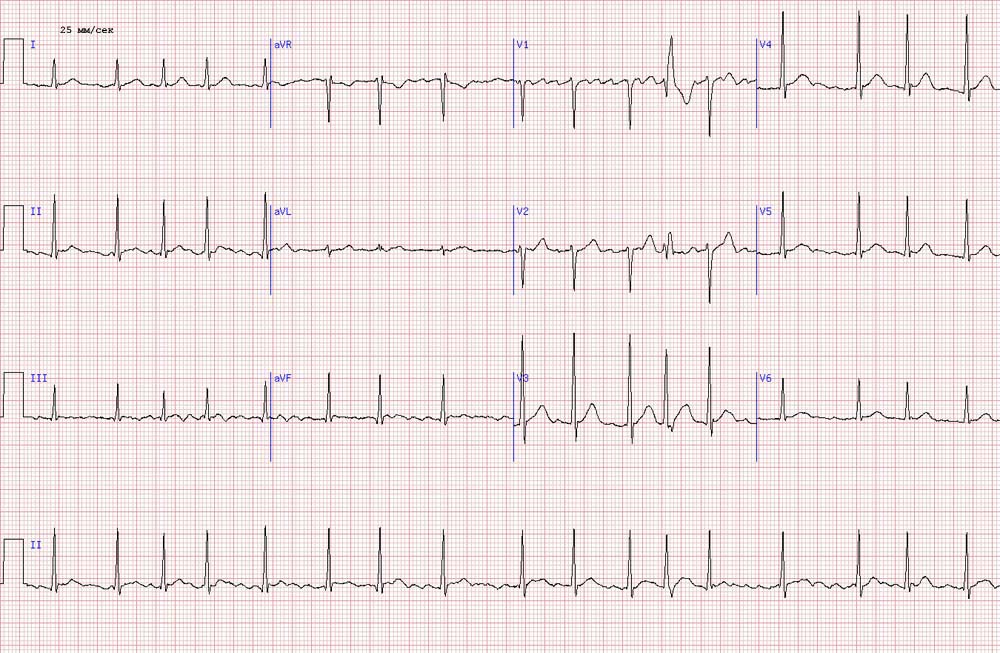 25 мм/сек
I aVR V1 V4
II aVL V2 V5
III aVF V3 V6
II